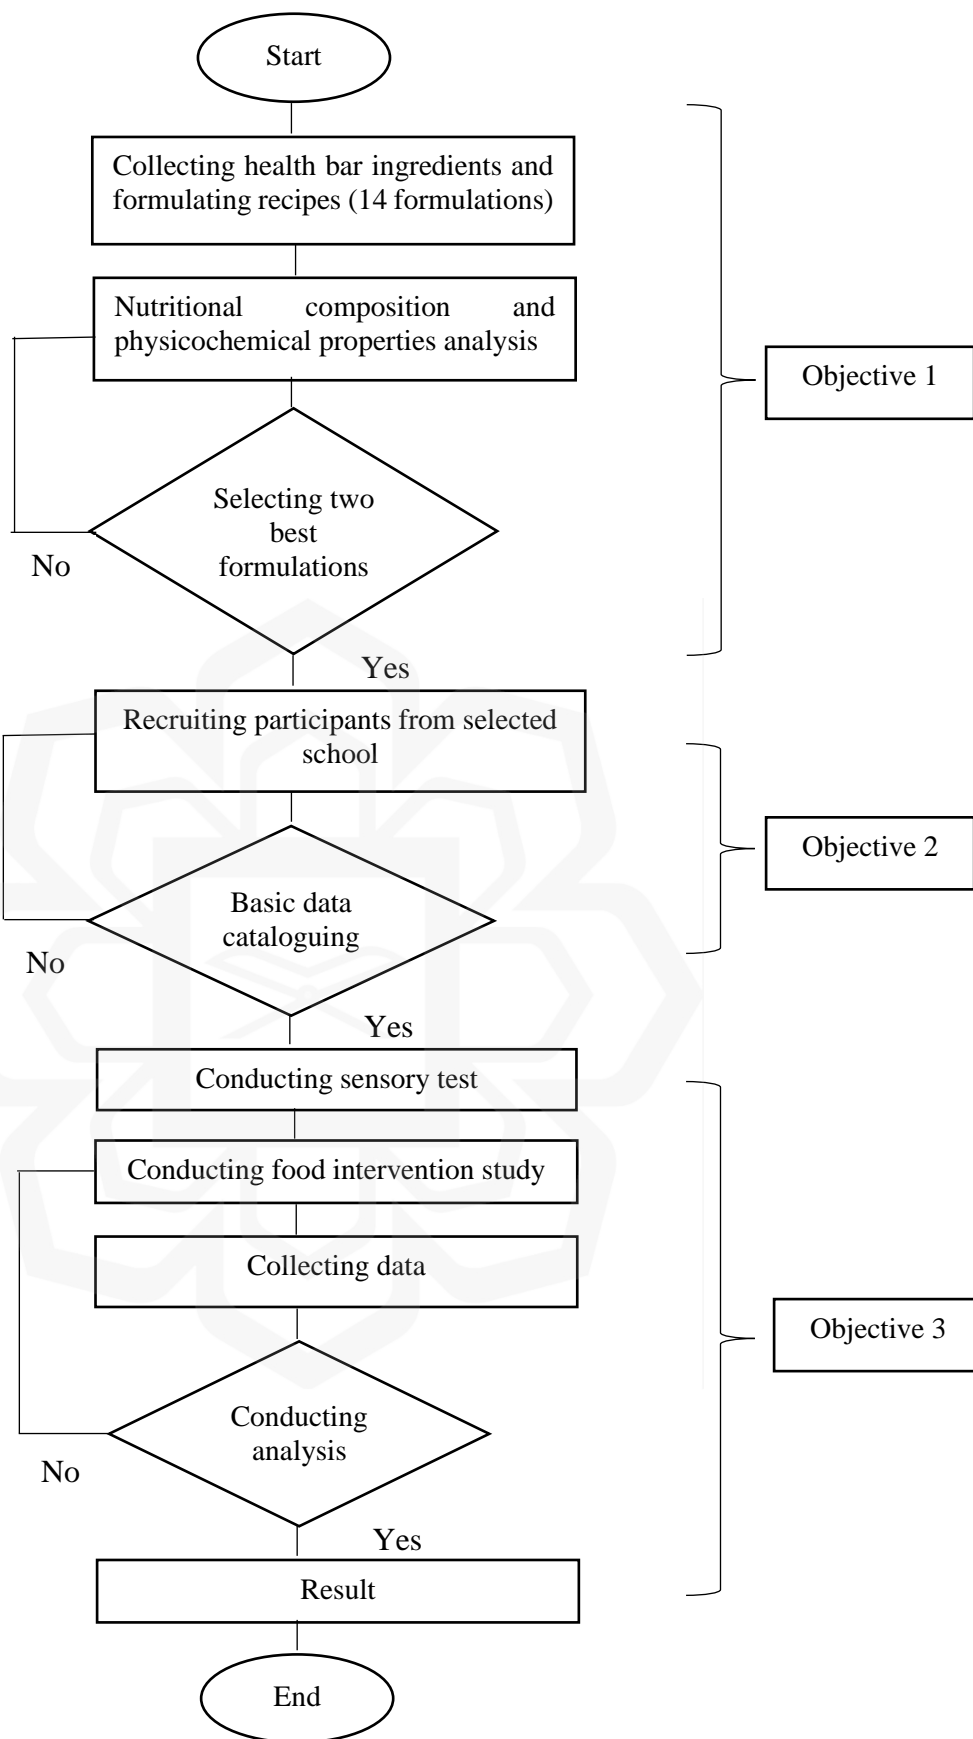 Start
Collecting health bar ingredients and
formulating recipes (14 formulations)
Nutritional composition and
physicochemical properties analysis
Objective 1
Selecting two
best
formulations
No
Yes
Recruiting participants from selected
school
Objective 2
Basic data
cataloguing
No
Yes
Conducting sensory test
Conducting food intervention study
Collecting data
Objective 3
Conducting
analysis
No
Yes
Result
End